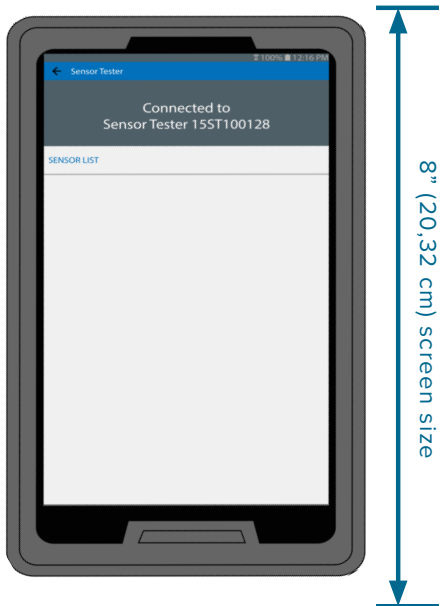 100% 12:16 PM
Sensor Tester
Connected to
Sensor Tester 15ST100128
SENSOR LIST
8” (20,32 cm) screen size